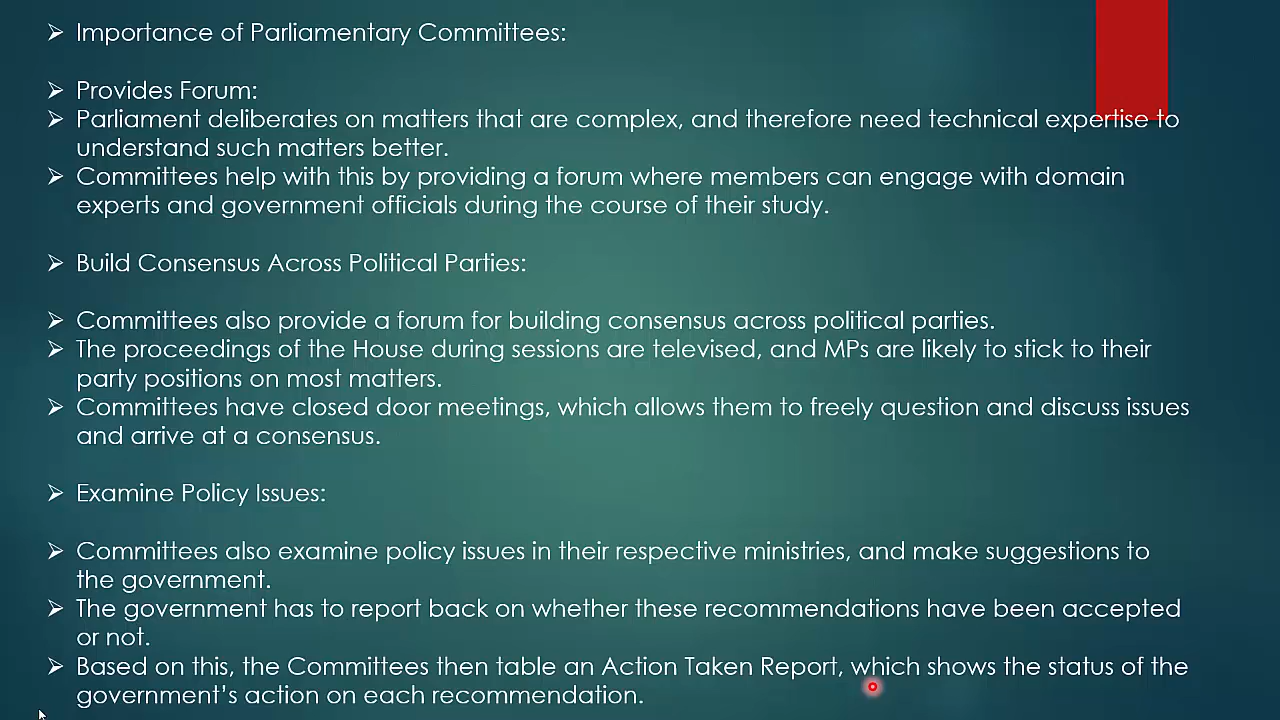 ➢ Importance of Parliamentary Committees:
➢ Provides Forum:
➢ Parliament deliberates on matters that are complex, and therefore need technical expertise to
understand such matters better.
➢ Committees help with this by providing a forum where members can engage with domain
experts and government officials during the course of their study.
➢ Build Consensus Across Political Parties:
➢ Committees also provide a forum for building consensus across political parties.
➢ The proceedings of the House during sessions are televised, and MPs are likely to stick to their
party positions on most matters.
➢ Committees have closed door meetings, which allows them to freely question and discuss issues
and arrive at a consensus.
➢ Examine Policy Issues:
➢ Committees also examine policy issues in their respective ministries, and make suggestions to
the government.
➢ The government has to report back on whether these recommendations have been accepted
or not.
➢ Based on this, the Committees then table an Action Taken Report, which shows the status of the
government’s action on each recommendation.